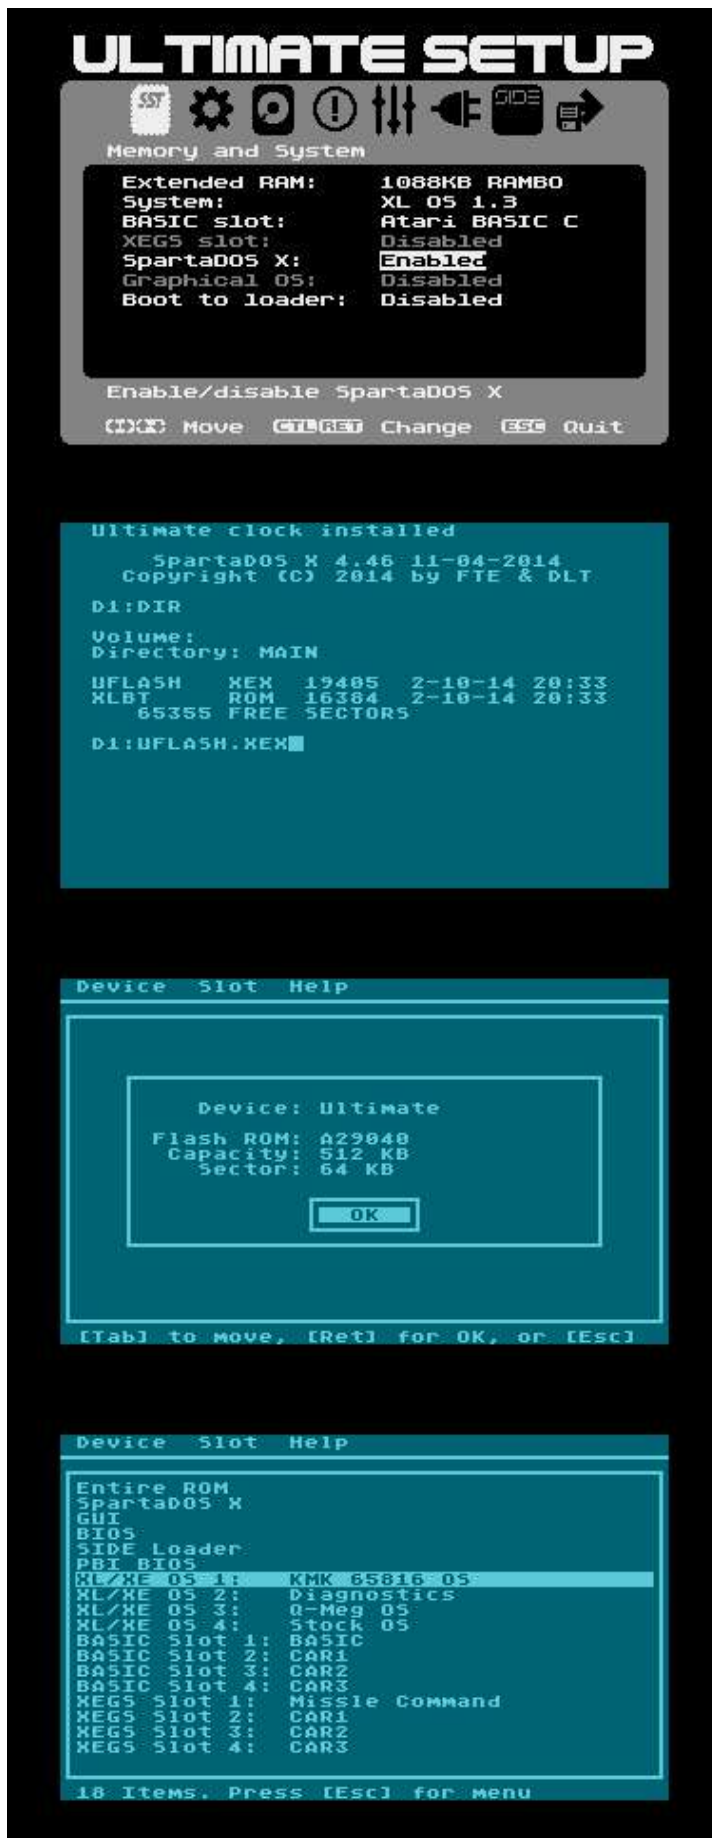 ULTIMATE SETUP
SST SIDE
Memory and System
Extended RAM: 1088KB RAMBO
System: XL OS 1.3
BASIC slot: Atari BASIC C
XEGS slot: Disabled
SpartaDOS X: Enabled
Graphical OS: Disabled
Boot to loader: Disabled
Enable/disable SpartaDOS X
Move CTL RET Change ESC Quit
Ultimate clock installed
SpartaDOS X 4.46 11-04-2014
Copyright (C) 2014 by FTE & DLT
D1:DIR
Volume:
Directory: MAIN
UFLASH XEX 19405 2-10-14 20:33
XLBT ROM 16384 2-10-14 20:33
65355 FREE SECTORS
D1:UFLASH.XEX
Device Slot Help
Device: Ultimate
Flash ROM: A29040
Capacity: 512 KB
Sector: 64 KB
OK
[Tab] to move, [Ret] for OK, or [Esc]
Device Slot Help
Entire ROM
SpartaDOS X
GUI
BIOS
SIDE Loader
PBI BIOS
XL/XE OS 1: KMK 65816 OS
XL/XE OS 2: Diagnostics
XL/XE OS 3: Q-Meg OS
XL/XE OS 4: Stock OS
BASIC Slot 1: BASIC
BASIC Slot 2: CAR1
BASIC Slot 3: CAR2
BASIC Slot 4: CAR3
XEGS Slot 1: Missle Command
XEGS Slot 2: CAR1
XEGS Slot 3: CAR2
XEGS Slot 4: CAR3
18 Items. Press [Esc] for menu